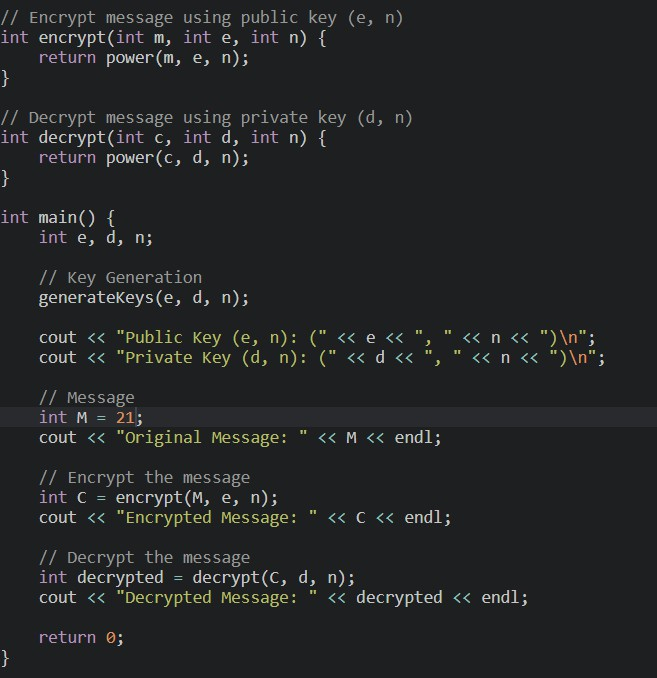 // Encrypt message using public key (e, n)
int encrypt(int m, int e, int n) {
    return power(m, e, n);
}

// Decrypt message using private key (d, n)
int decrypt(int c, int d, int n) {
    return power(c, d, n);
}

int main() {
    int e, d, n;

    // Key Generation
    generateKeys(e, d, n);

    cout << "Public Key (e, n): (" << e << ", " << n << ")\n";
    cout << "Private Key (d, n): (" << d << ", " << n << ")\n";

    // Message
    int M = 21;
    cout << "Original Message: " << M << endl;

    // Encrypt the message
    int C = encrypt(M, e, n);
    cout << "Encrypted Message: " << C << endl;

    // Decrypt the message
    int decrypted = decrypt(C, d, n);
    cout << "Decrypted Message: " << decrypted << endl;

    return 0;
}